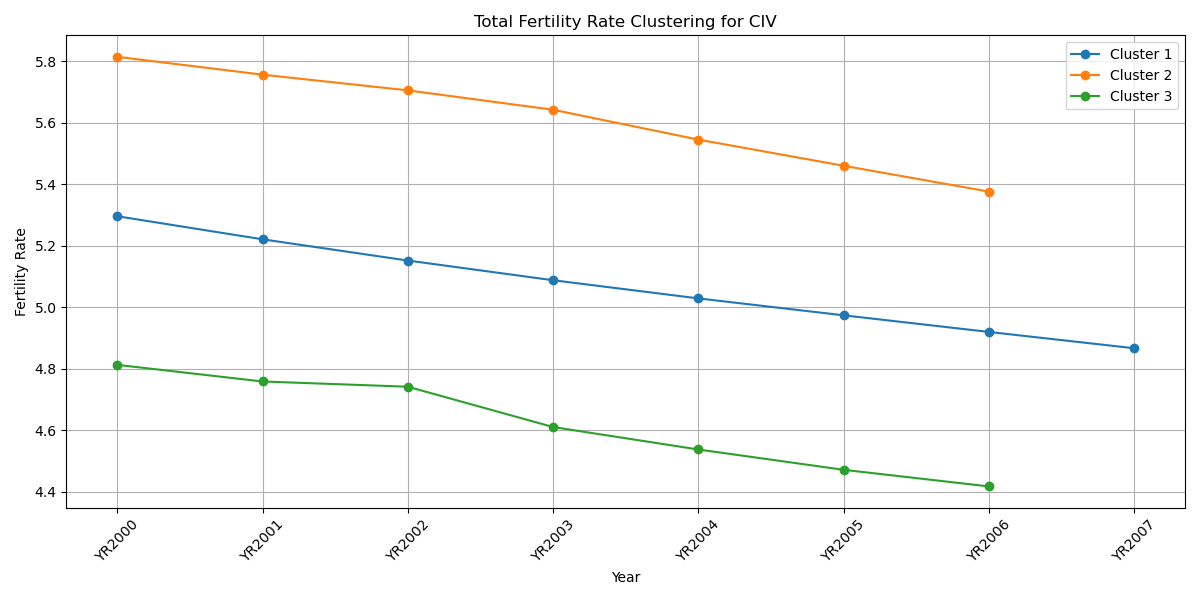 Total Fertility Rate Clustering for CIV
Cluster 1
Cluster 2
Cluster 3
Fertility Rate
5.8
5.6
5.4
5.2
5.0
4.8
4.6
4.4
YR2000
YR2001
YR2002
YR2003
YR2004
YR2005
YR2006
YR2007
Year